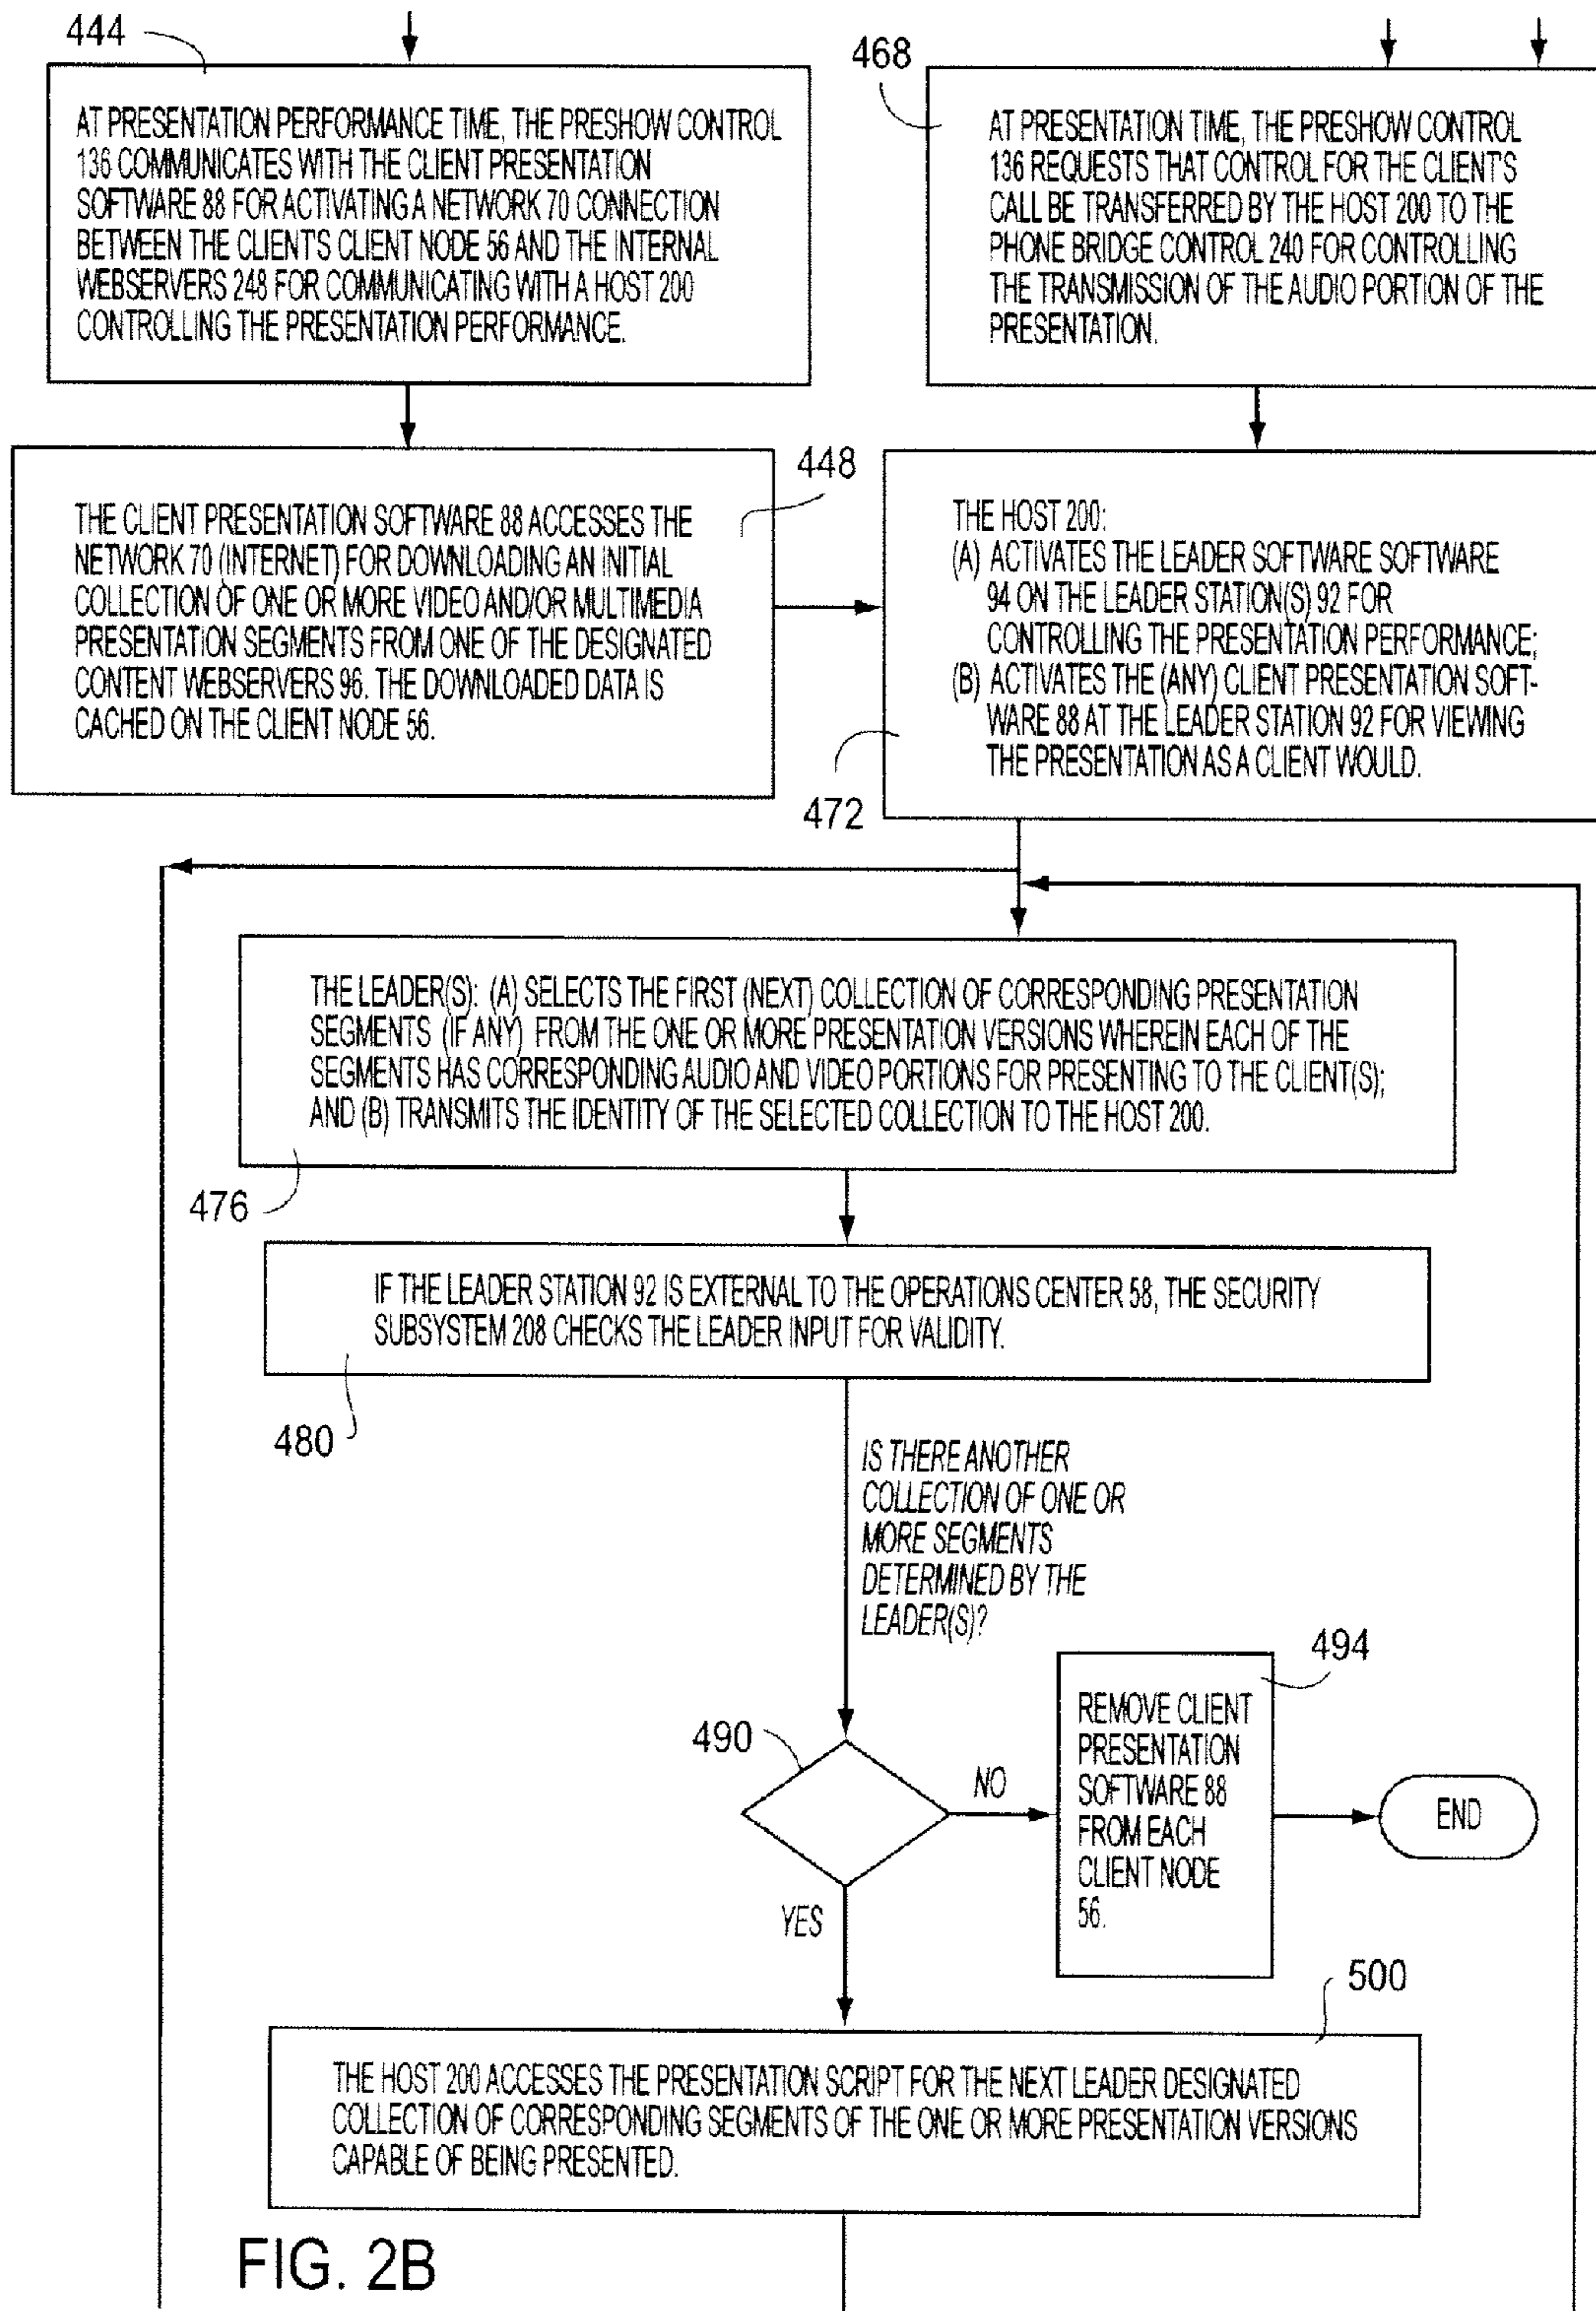 444
AT PRESENTATION PERFORMANCE TIME, THE PRESHOW CONTROL
136 COMMUNICATES WITH THE CLIENT PRESENTATION
SOFTWARE 88 FOR ACTIVATING A NETWORK 70 CONNECTION
BETWEEN THE CLIENT'S CLIENT NODE 56 AND THE INTERNAL
WEBSERVERS 248 FOR COMMUNICATING WITH A HOST 200
CONTROLLING THE PRESENTATION PERFORMANCE.
468
AT PRESENTATION TIME, THE PRESHOW CONTROL
136 REQUESTS THAT CONTROL FOR THE CLIENT'S
CALL BE TRANSFERRED BY THE HOST 200 TO THE
PHONE BRIDGE CONTROL 240 FOR CONTROLLING
THE TRANSMISSION OF THE AUDIO PORTION OF THE
PRESENTATION.
448
THE CLIENT PRESENTATION SOFTWARE 88 ACCESSES THE
NETWORK 70 (INTERNET) FOR DOWNLOADING AN INITIAL
COLLECTION OF ONE OR MORE VIDEO AND/OR MULTIMEDIA
PRESENTATION SEGMENTS FROM ONE OF THE DESIGNATED
CONTENT WEBSERVERS 96. THE DOWNLOADED DATA IS
CACHED ON THE CLIENT NODE 56.
THE HOST 200:
(A) ACTIVATES THE LEADER SOFTWARE SOFTWARE
94 ON THE LEADER STATION(S) 92 FOR
CONTROLLING THE PRESENTATION PERFORMANCE;
(B) ACTIVATES THE (ANY) CLIENT PRESENTATION SOFT-
WARE 88 AT THE LEADER STATION 92 FOR VIEWING
THE PRESENTATION AS A CLIENT WOULD.
472
THE LEADER(S): (A) SELECTS THE FIRST (NEXT) COLLECTION OF CORRESPONDING PRESENTATION
SEGMENTS (IF ANY) FROM THE ONE OR MORE PRESENTATION VERSIONS WHEREIN EACH OF THE
SEGMENTS HAS CORRESPONDING AUDIO AND VIDEO PORTIONS FOR PRESENTING TO THE CLIENT(S);
AND (B) TRANSMITS THE IDENTITY OF THE SELECTED COLLECTION TO THE HOST 200.
476
IF THE LEADER STATION 92 IS EXTERNAL TO THE OPERATIONS CENTER 58, THE SECURITY
SUBSYSTEM 208 CHECKS THE LEADER INPUT FOR VALIDITY.
480
IS THERE ANOTHER
COLLECTION OF ONE OR
MORE SEGMENTS
DETERMINED BY THE
LEADER(S)?
490
NO
494
REMOVE CLIENT
PRESENTATION
SOFTWARE 88
FROM EACH
CLIENT NODE
56.
END
YES
500
THE HOST 200 ACCESSES THE PRESENTATION SCRIPT FOR THE NEXT LEADER DESIGNATED
COLLECTION OF CORRESPONDING SEGMENTS OF THE ONE OR MORE PRESENTATION VERSIONS
CAPABLE OF BEING PRESENTED.
FIG. 2B